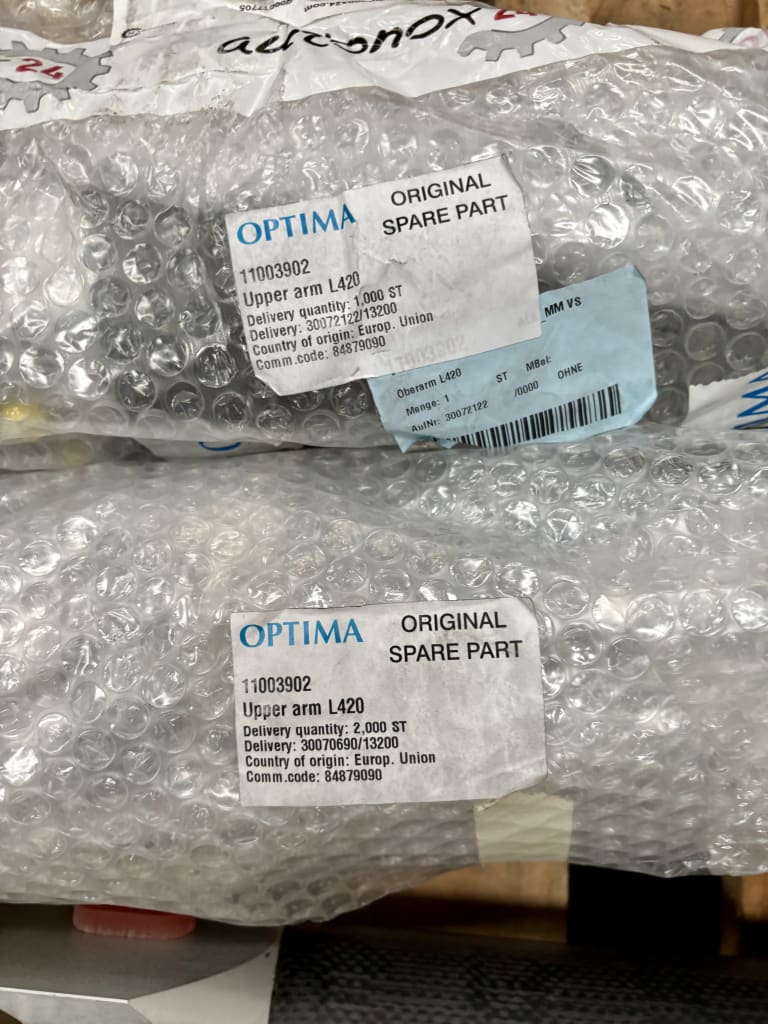 24
OPTIMA
ORIGINAL
SPARE PART
11003902
Upper arm L420
Delivery quantity: 1,000 ST
Delivery: 30072122/13200
Country of origin: Europ. Union
Comm.code: 84879090
MM VS
Oberarm L420
ST MBel:
Menge: 1
/0000 OHNE
AufNr: 30072122
OPTIMA
ORIGINAL
SPARE PART
11003902
Upper arm L420
Delivery quantity: 2,000 ST
Delivery: 30070690/13200
Country of origin: Europ. Union
Comm.code: 84879090